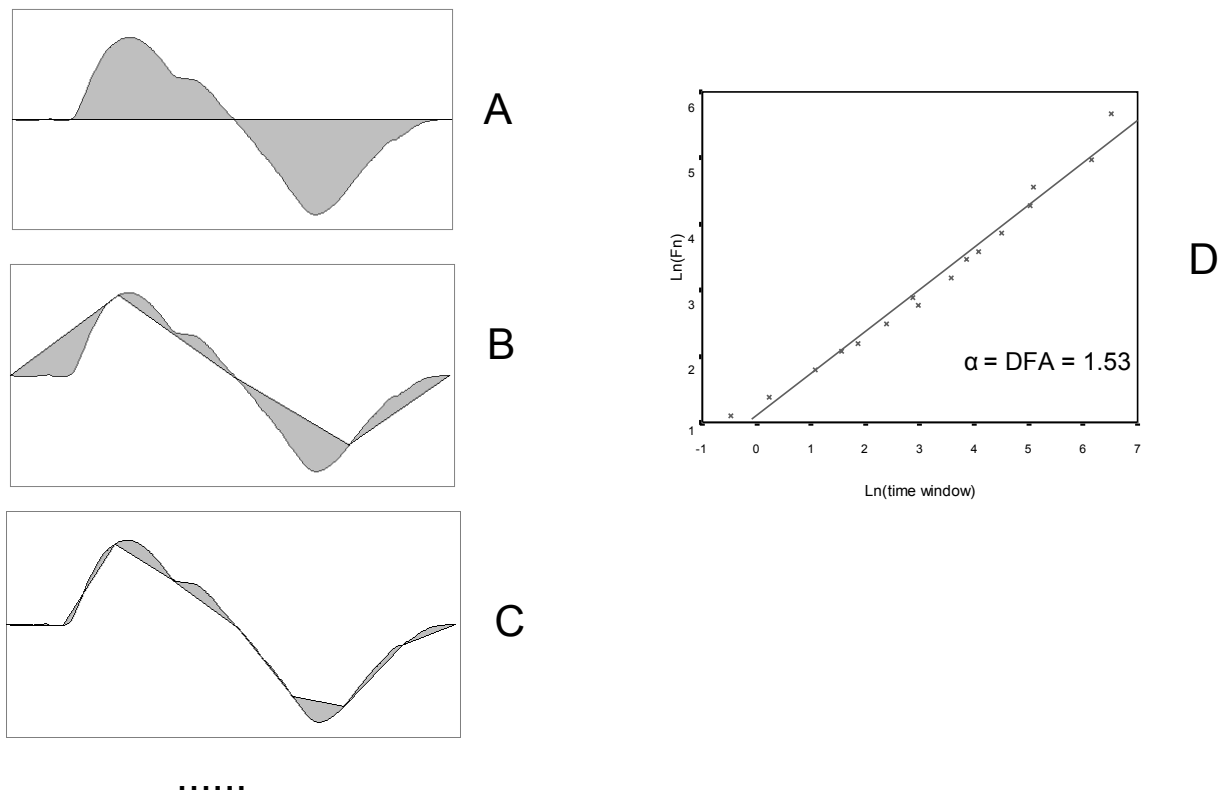 A
B
C
......
6
5
4
3
2
1
Ln(Fn)
-1 0 1 2 3 4 5 6 7
Ln(time window)
α = DFA = 1.53
D